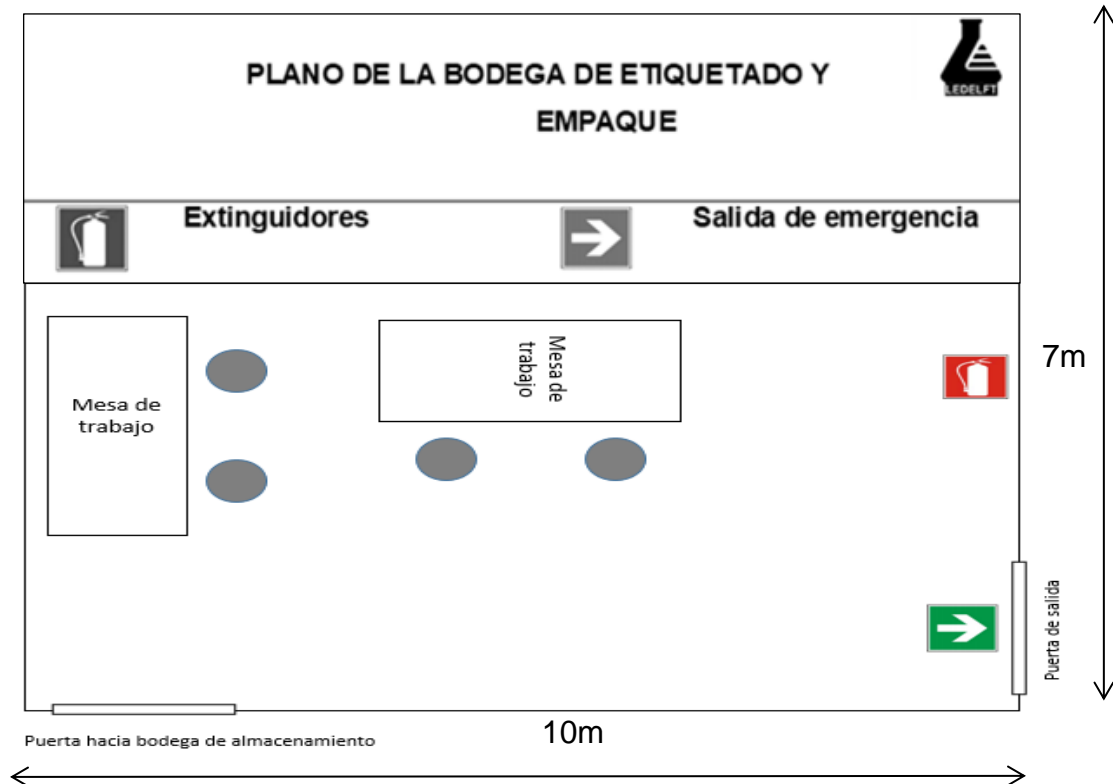 PLANO DE LA BODEGA DE ETIQUETADO Y
EMPAQUE
LEDELFT
Extinguidores
Salida de emergencia
Mesa de
trabajo
Mesa de
trabajo
7m
Puerta de salida
Puerta hacia bodega de almacenamiento
10m